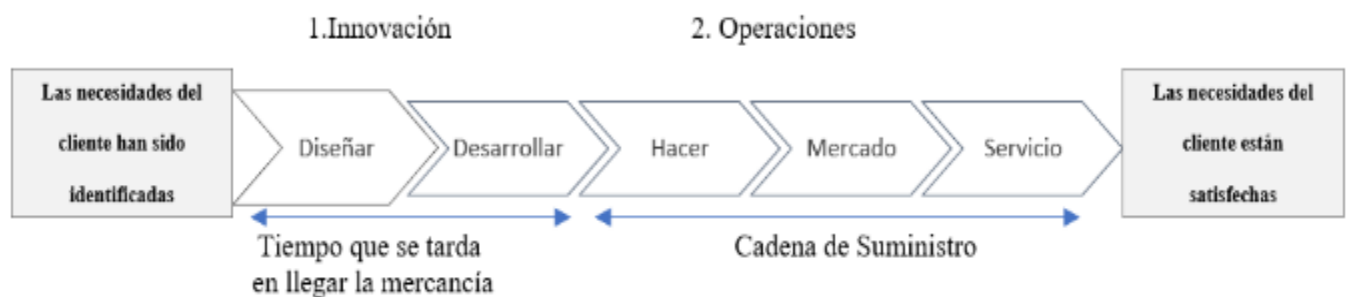 1.Innovación
2. Operaciones
Las necesidades del
cliente han sido
identificadas
Diseñar
Desarrollar
Hacer
Mercado
Servicio
Las necesidades del
cliente están
satisfechas
Tiempo que se tarda
en llegar la mercancía
Cadena de Suministro